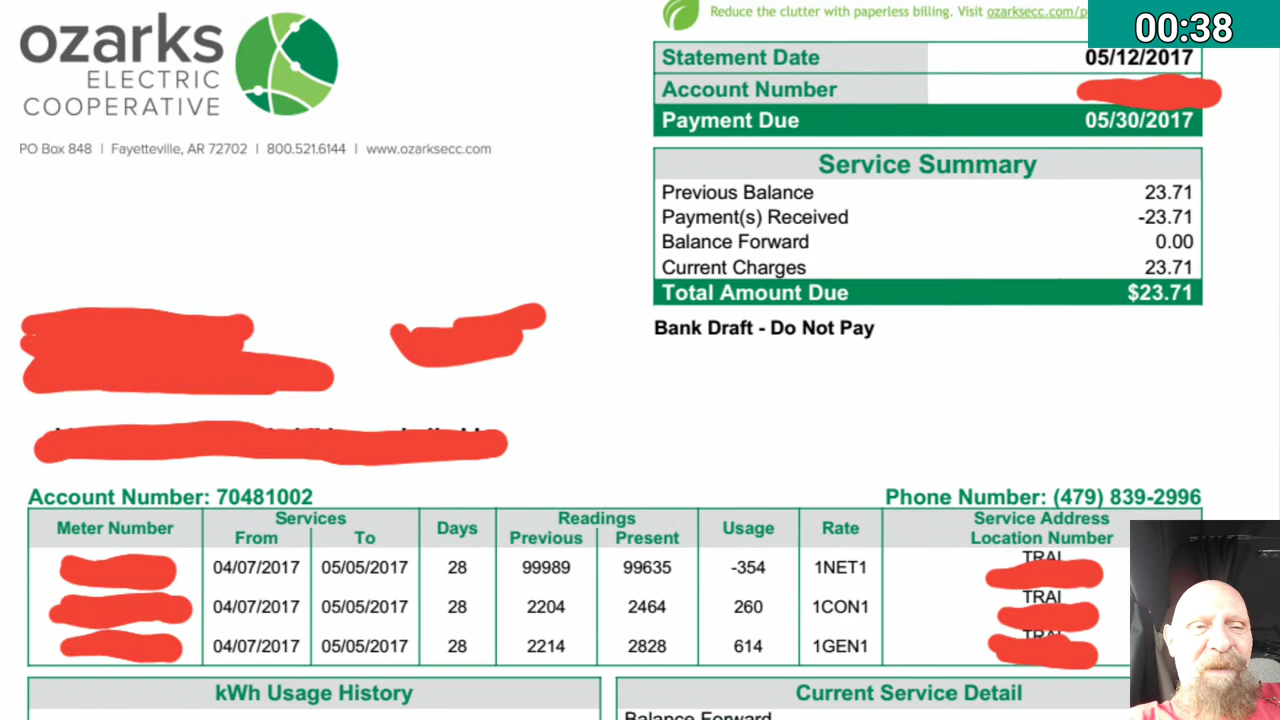 ozarks
ELECTRIC
COOPERATIVE
PO Box 848 | Fayetteville, AR 72702 | 800.521.6144 | www.ozarksecc.com
Reduce the clutter with paperless billing. Visit ozarksecc.com/p
00:38
Statement Date 05/12/2017
Account Number
Payment Due 05/30/2017
Service Summary
Previous Balance 23.71
Payment(s) Received -23.71
Balance Forward 0.00
Current Charges 23.71
Total Amount Due $23.71
Bank Draft - Do Not Pay
Account Number: 70481002 Phone Number: (479) 839-2996
Meter Number Services From To Days Readings Previous Present Usage Rate Service Address Location Number
04/07/2017 05/05/2017 28 99989 99635 -354 1NET1 TRAI
04/07/2017 05/05/2017 28 2204 2464 260 1CON1 TRAI
04/07/2017 05/05/2017 28 2214 2828 614 1GEN1
kWh Usage History Current Service Detail
Balance Forward